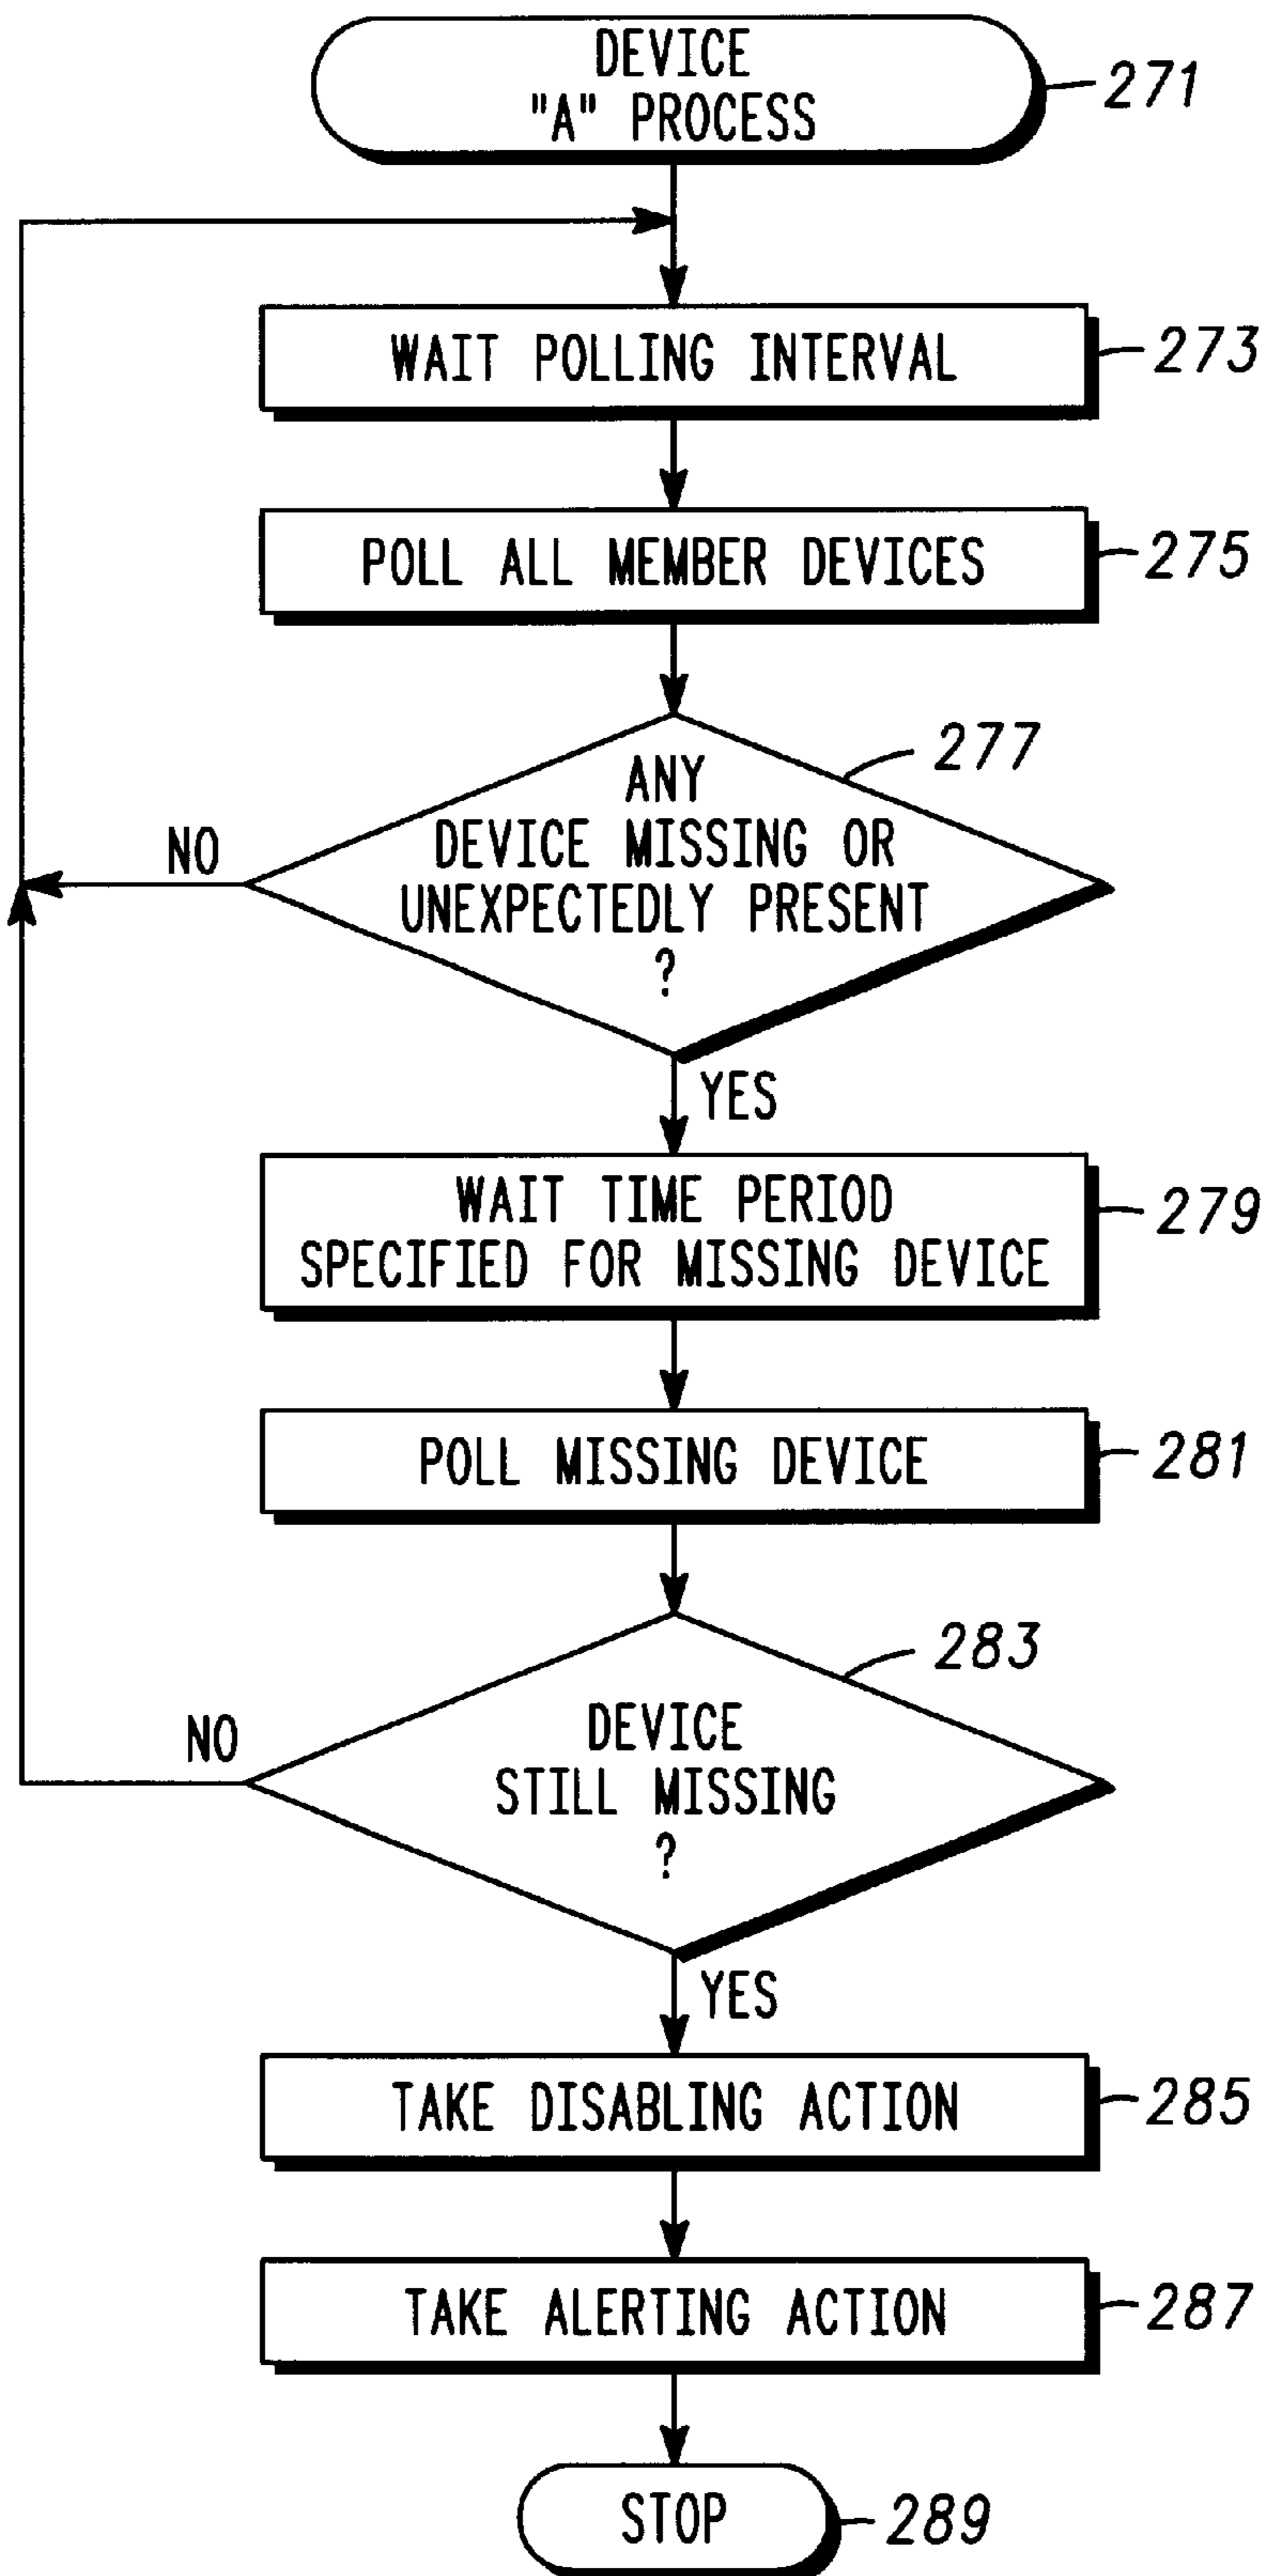 DEVICE
"A" PROCESS
271
WAIT POLLING INTERVAL
273
POLL ALL MEMBER DEVICES
275
277
ANY
DEVICE MISSING OR
UNEXPECTEDLY PRESENT
?
NO
YES
WAIT TIME PERIOD
SPECIFIED FOR MISSING DEVICE
279
POLL MISSING DEVICE
281
283
DEVICE
STILL MISSING
?
NO
YES
TAKE DISABLING ACTION
285
TAKE ALERTING ACTION
287
STOP
289